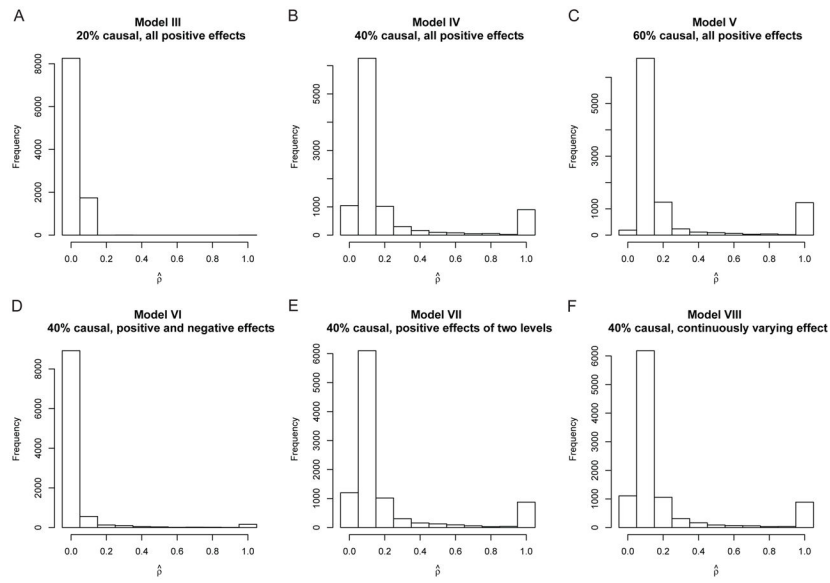 A
Model III
20% causal, all positive effects
Frequency
0
2000
4000
6000
8000
0.0 0.2 0.4 0.6 0.8 1.0
ρ̂
B
Model IV
40% causal, all positive effects
Frequency
0
1000
2000
4000
6000
0.0 0.2 0.4 0.6 0.8 1.0
ρ̂
C
Model V
60% causal, all positive effects
Frequency
0
1000
2000
4000
6000
0.0 0.2 0.4 0.6 0.8 1.0
ρ̂
D
Model VI
40% causal, positive and negative effects
Frequency
0
2000
4000
6000
8000
0.0 0.2 0.4 0.6 0.8 1.0
ρ̂
E
Model VII
40% causal, positive effects of two levels
Frequency
0
1000
2000
3000
4000
5000
6000
0.0 0.2 0.4 0.6 0.8 1.0
ρ̂
F
Model VIII
40% causal, continuously varying effect
Frequency
0
1000
2000
3000
4000
5000
6000
0.0 0.2 0.4 0.6 0.8 1.0
ρ̂